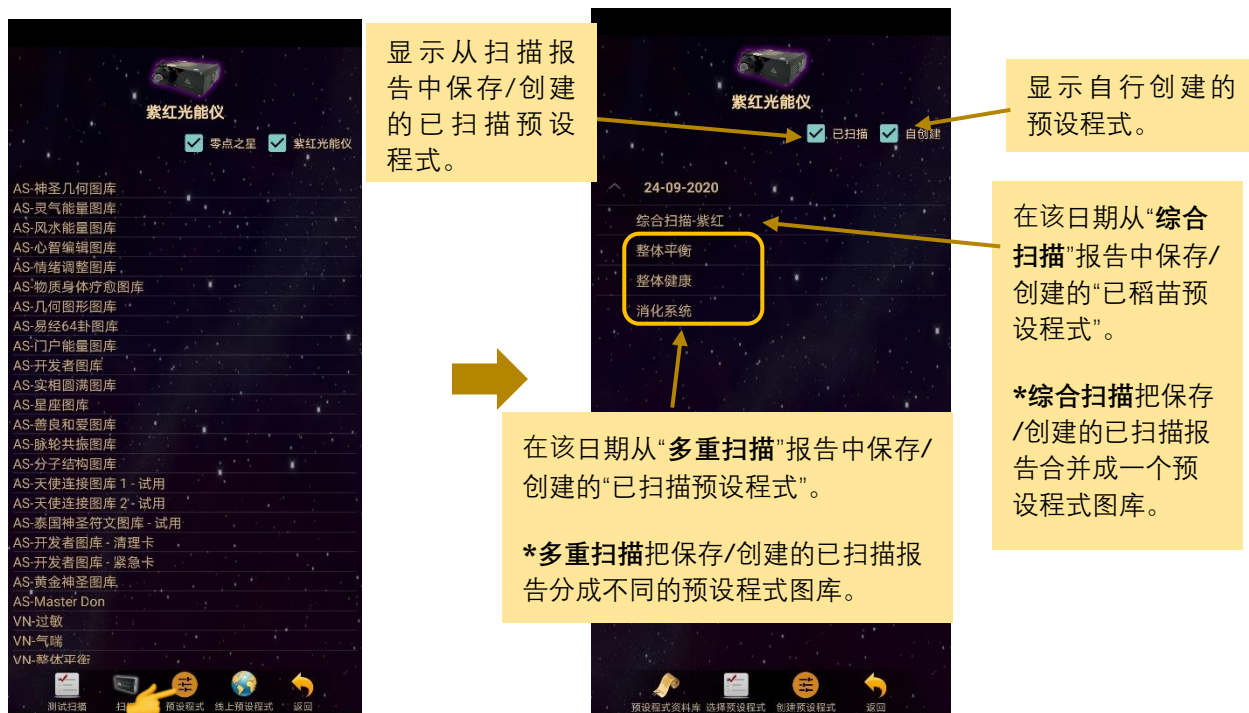 紫红光能仪
零点之星 紫红光能仪
AS-神圣几何图库
AS-灵气能量图库
AS-风水能量图库
AS-心智编辑图库
AS-情绪调整图库
AS-物质身体疗愈图库
AS-几何图形图库
AS-易经64卦图库
AS-门户能量图库
AS-开发者图库
AS-实相圆满图库
AS-星座图库
AS-善良和爱图库
AS-脉轮共振图库
AS-分子结构图库
AS-天使连接图库 1 - 试用
AS-天使连接图库 2 - 试用
AS-泰国神圣符文图库 - 试用
AS-开发者图库 - 清理卡
AS-开发者图库 - 紧急卡
AS-黄金神圣图库
AS-Master Don
VN-过敏
VN-气喘
VN-整体平衡
测试扫描 扫 预设程式 线上预设程式 返回
显示从扫描报
告中保存/创建
的已扫描预设
程式。
紫红光能仪
已扫描 自创建
24-09-2020
综合扫描-紫红
整体平衡
整体健康
消化系统
在该日期从“多重扫描”报告中保存/
创建的“已扫描预设程式”。
*多重扫描把保存/创建的已扫描报
告分成不同的预设程式图库。
预设程式资料库 选择预设程式 创建预设程式 返回
显示自行创建的
预设程式。
在该日期从“综合
扫描”报告中保存/
创建的“已稻苗预
设程式”。
*综合扫描把保存
/创建的已扫描报
告合并成一个预
设程式图库。